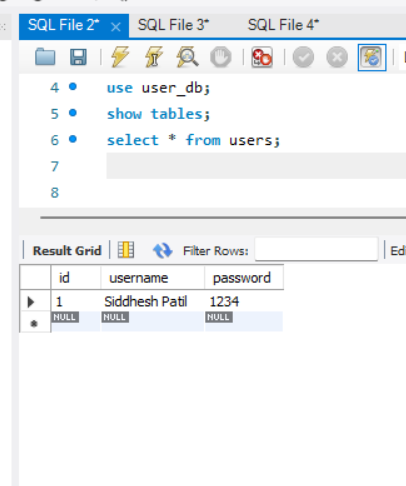 SQL File 2* × SQL File 3* SQL File 4*
4 use user_db;
5 show tables;
6 select * from users;
7
8
Result Grid Filter Rows: Edi
id username password
1 Siddhesh Patil 1234
NULL NULL NULL